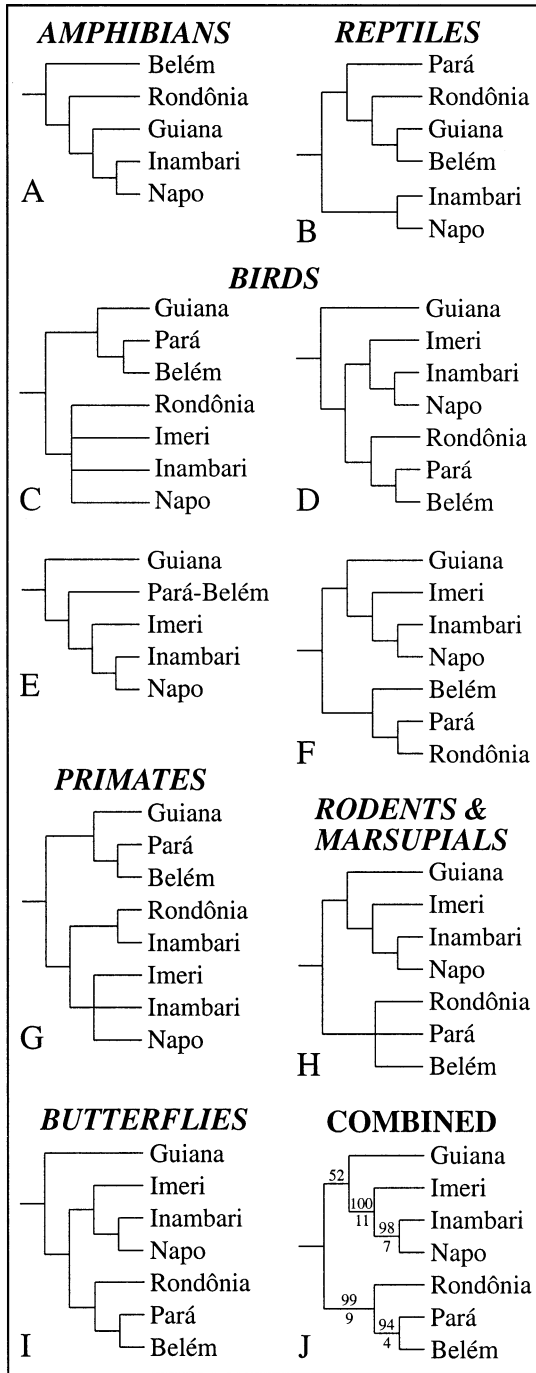 AMPHIBIANS
Belém
Rondônia
Guiana
Inambari
Napo
A
REPTILES
Pará
Rondônia
Guiana
Belém
Inambari
Napo
B
BIRDS
Guiana
Pará
Belém
Rondônia
Imeri
Inambari
Napo
C
Guiana
Imeri
Inambari
Napo
Rondônia
Pará
Belém
D
Guiana
Pará-Belém
Imeri
Inambari
Napo
E
Guiana
Imeri
Inambari
Napo
Belém
Pará
Rondônia
F
PRIMATES
Guiana
Pará
Belém
Rondônia
Inambari
Imeri
Inambari
Napo
G
RODENTS &
MARSUPIALS
Guiana
Imeri
Inambari
Napo
Rondônia
Pará
Belém
H
BUTTERFLIES
Guiana
Imeri
Inambari
Napo
Rondônia
Pará
Belém
I
COMBINED
Guiana
52
Imeri
100
11
Inambari
98
7
Napo
Rondônia
99
9
Pará
94
4
Belém
J